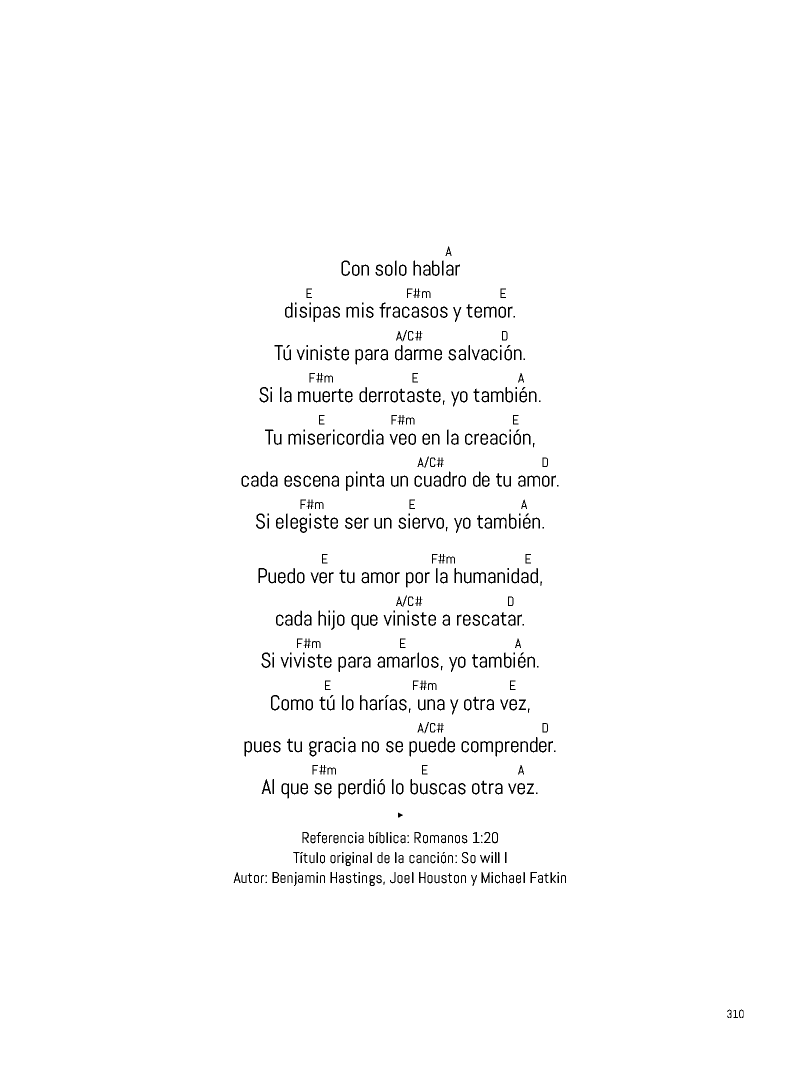 A
Con solo hablar
E F#m E
disipas mis fracasos y temor.
A/C# D
Tú viniste para darme salvación.
F#m E A
Si la muerte derrotaste, yo también.
E F#m E
Tu misericordia veo en la creación,
A/C# D
cada escena pinta un cuadro de tu amor.
F#m E A
Si elegiste ser un siervo, yo también.
E F#m E
Puedo ver tu amor por la humanidad,
A/C# D
cada hijo que viniste a rescatar.
F#m E A
Si viviste para amarlos, yo también.
E F#m E
Como tú lo harías, una y otra vez,
A/C# D
pues tu gracia no se puede comprender.
F#m E A
Al que se perdió lo buscas otra vez.
Referencia bíblica: Romanos 1:20
Título original de la canción: So will I
Autor: Benjamin Hastings, Joel Houston y Michael Fatkin
310